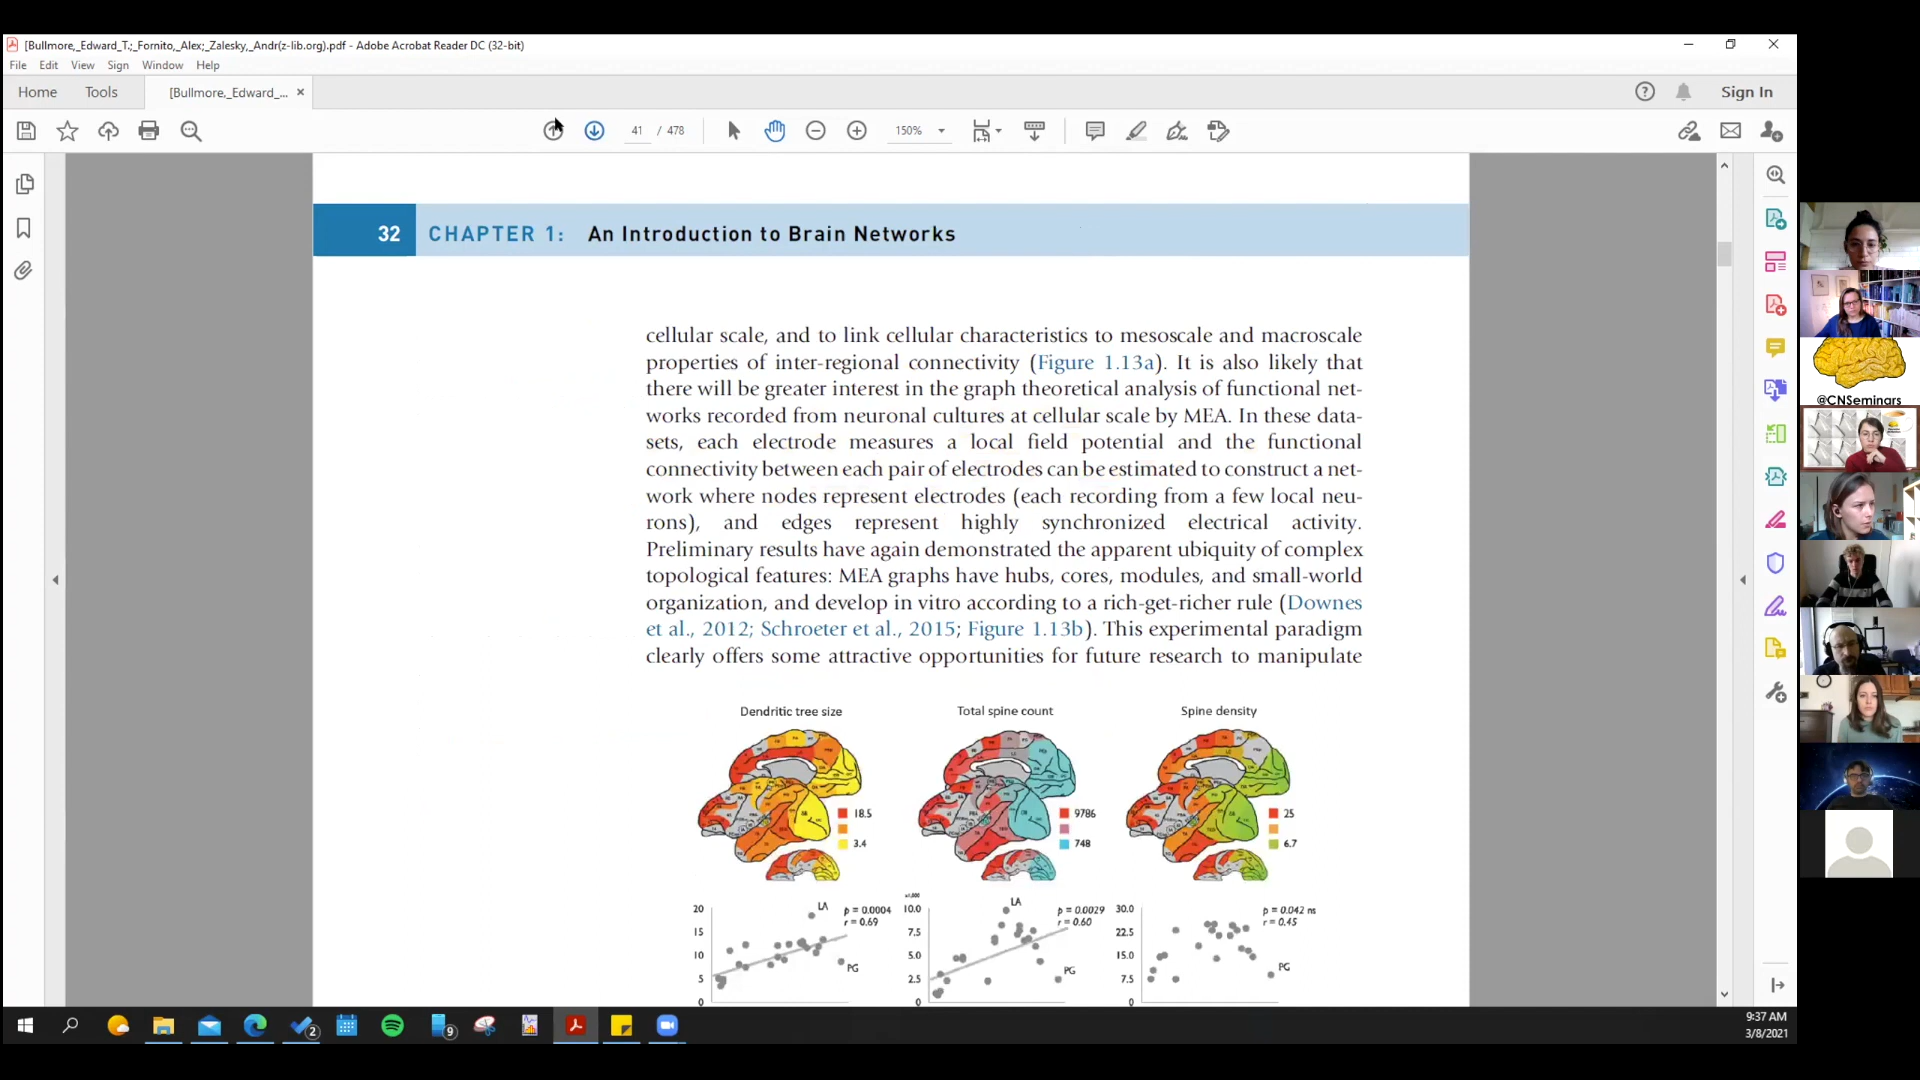 [Bullmore,_Edward_T.;_Fornito,_Alex;_Zalesky,_Andr(z-lib.org).pdf - Adobe Acrobat Reader DC (32-bit)
File Edit View Sign Window Help
Home Tools [Bullmore,_Edward_... × Sign In
41 / 478 150%
32 CHAPTER 1: An Introduction to Brain Networks
cellular scale, and to link cellular characteristics to mesoscale and macroscale
properties of inter-regional connectivity (Figure 1.13a). It is also likely that
there will be greater interest in the graph theoretical analysis of functional net-
works recorded from neuronal cultures at cellular scale by MEA. In these data-
sets, each electrode measures a local field potential and the functional
connectivity between each pair of electrodes can be estimated to construct a net-
work where nodes represent electrodes (each recording from a few local neu-
rons), and edges represent highly synchronized electrical activity.
Preliminary results have again demonstrated the apparent ubiquity of complex
topological features: MEA graphs have hubs, cores, modules, and small-world
organization, and develop in vitro according to a rich-get-richer rule (Downes
et al., 2012; Schroeter et al., 2015; Figure 1.13b). This experimental paradigm
clearly offers some attractive opportunities for future research to manipulate
Dendritic tree size Total spine count Spine density
18.5 9786 25
3.4 748 6.7
20 LA p = 0.0004 10.0 LA p = 0.0029 30.0 p = 0.042 ns
r = 0.69 r = 0.60 r = 0.45
15 7.5 22.5
10 PG 5.0 PG 15.0 PG
5 2.5 7.5
0 0 0
@CNSeminars
2 9
9:37 AM
3/8/2021